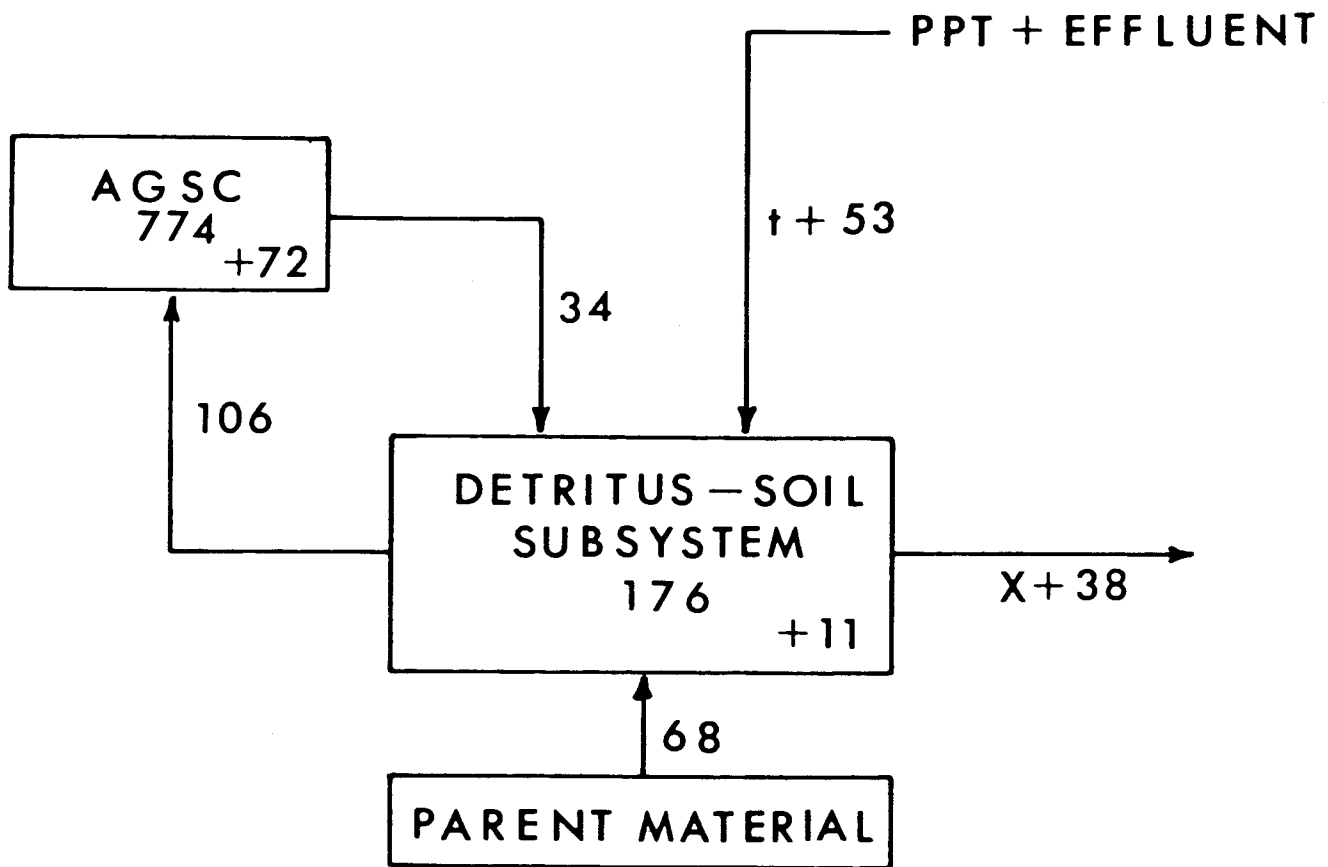 PPT + EFFLUENT
AGSC
774
+72
t + 53
34
106
DETRITUS — SOIL
SUBSYSTEM
176
+11
X + 38
68
PARENT MATERIAL